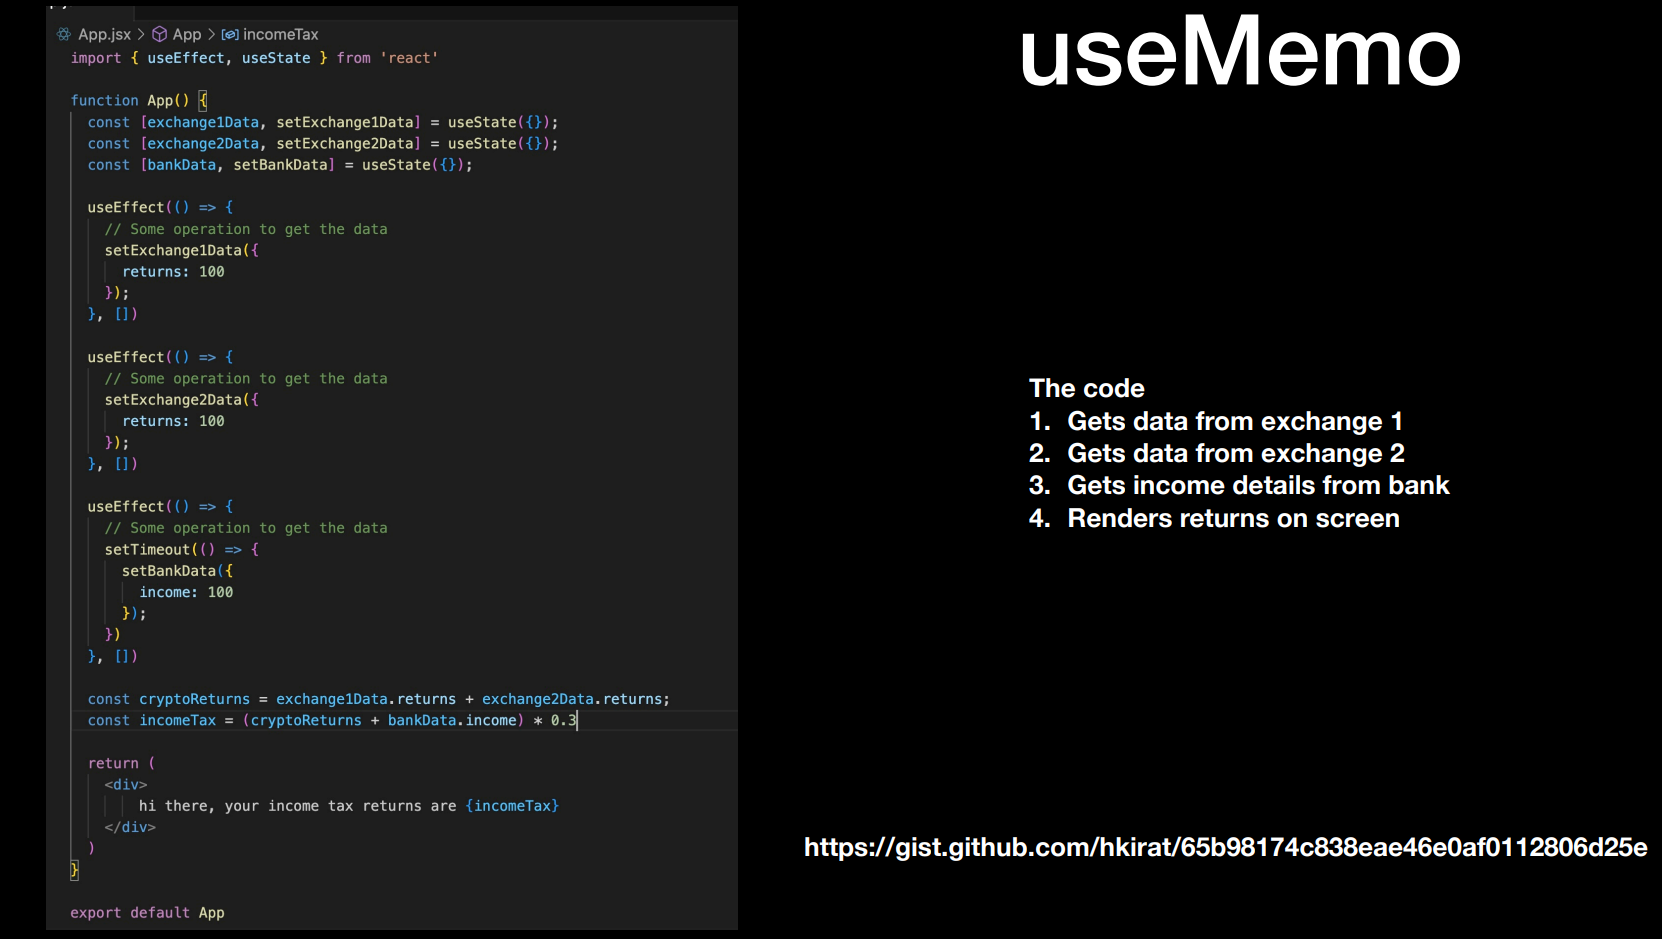 App.jsx > App > incomeTax
import { useEffect, useState } from 'react'
function App() {
const [exchange1Data, setExchange1Data] = useState({});
const [exchange2Data, setExchange2Data] = useState({});
const [bankData, setBankData] = useState({});
useEffect(() => {
// Some operation to get the data
setExchange1Data({
returns: 100
});
}, [])
useEffect(() => {
// Some operation to get the data
setExchange2Data({
returns: 100
});
}, [])
useEffect(() => {
// Some operation to get the data
setTimeout(() => {
setBankData({
income: 100
});
})
}, [])
const cryptoReturns = exchange1Data.returns + exchange2Data.returns;
const incomeTax = (cryptoReturns + bankData.income) * 0.3
return (
<div>
hi there, your income tax returns are {incomeTax}
</div>
)
}
export default App
useMemo
The code
1. Gets data from exchange 1
2. Gets data from exchange 2
3. Gets income details from bank
4. Renders returns on screen
https://gist.github.com/hkirat/65b98174c838eae46e0af0112806d25e